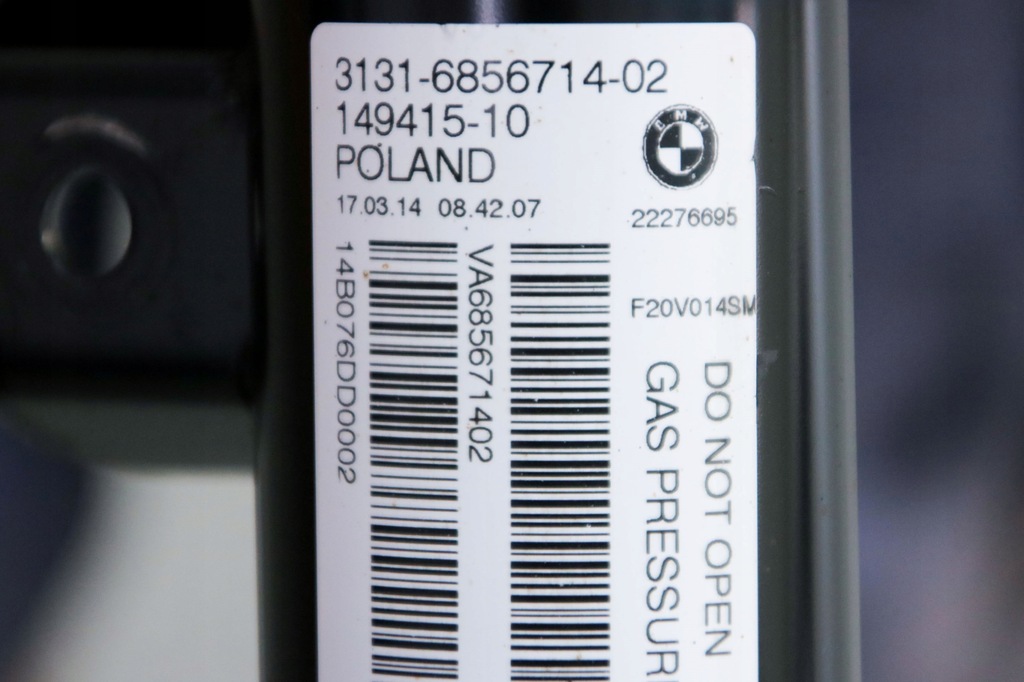 3131-6856714-02
149415-10
POLAND
BMW
17.03.14 08.42.07
22276695
14B076DD0002
VA685671402
F20V014SM
GAS PRESSUR
DO NOT OPEN